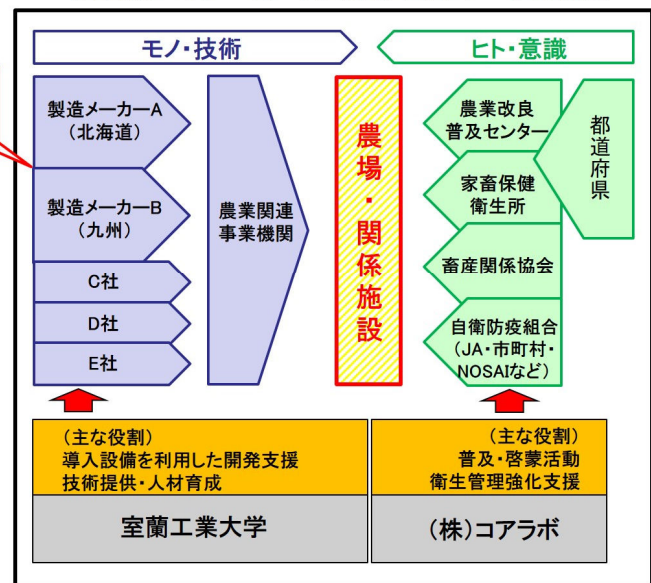 モノ・技術
ヒト・意識
製造メーカーA
(北海道)
製造メーカーB
(九州)
C社
D社
E社
農業関連
事業機関
農場・関係施設
農業改良
普及センター
家畜保健
衛生所
畜産関係協会
自衛防疫組合
(JA・市町村・
NOSAIなど)
都道府県
(主な役割)
導入設備を利用した開発支援
技術提供・人材育成
室蘭工業大学
(主な役割)
普及・啓蒙活動
衛生管理強化支援
(株)コアラボ